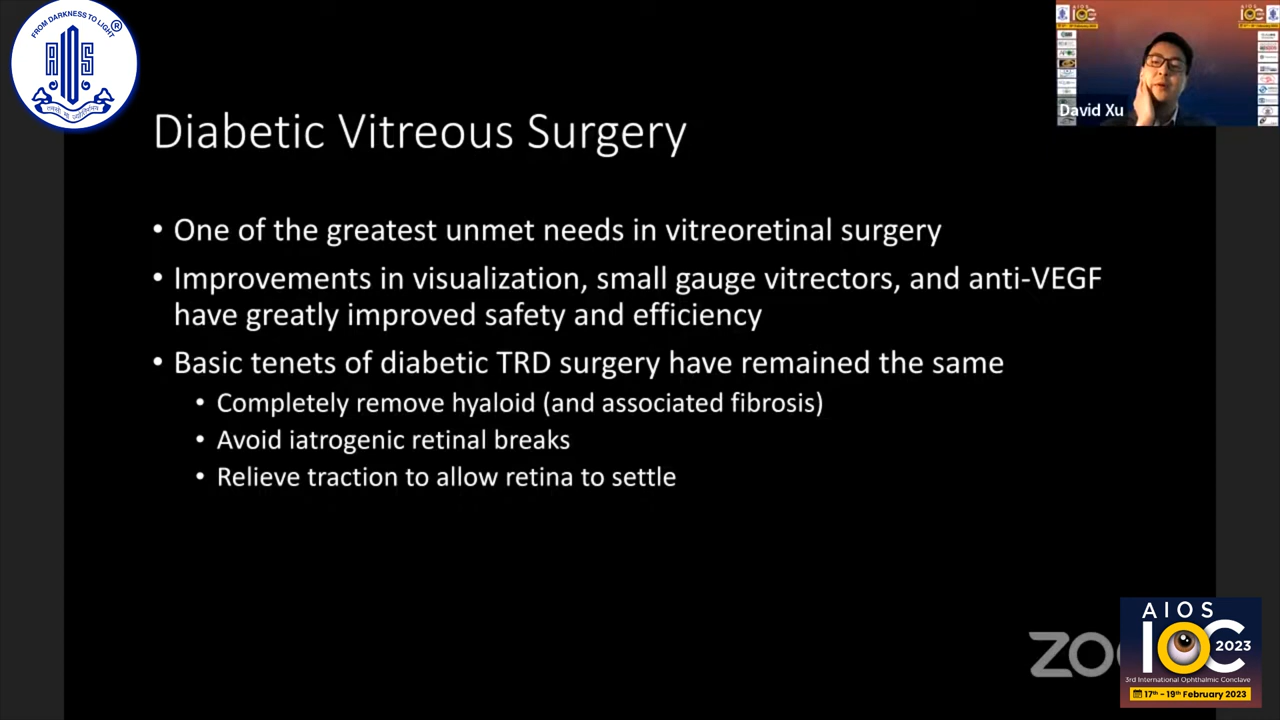 FROM DARKNESS TO LIGHT
®
AIOS
AIOS
IOC
David Xu
Diabetic Vitreous Surgery
• One of the greatest unmet needs in vitreoretinal surgery
• Improvements in visualization, small gauge vitrectors, and anti-VEGF
have greatly improved safety and efficiency
• Basic tenets of diabetic TRD surgery have remained the same
• Completely remove hyaloid (and associated fibrosis)
• Avoid iatrogenic retinal breaks
• Relieve traction to allow retina to settle
ZO
AIOS
IOC 2023
3rd International Ophthalmic Conclave
17th - 19th February 2023